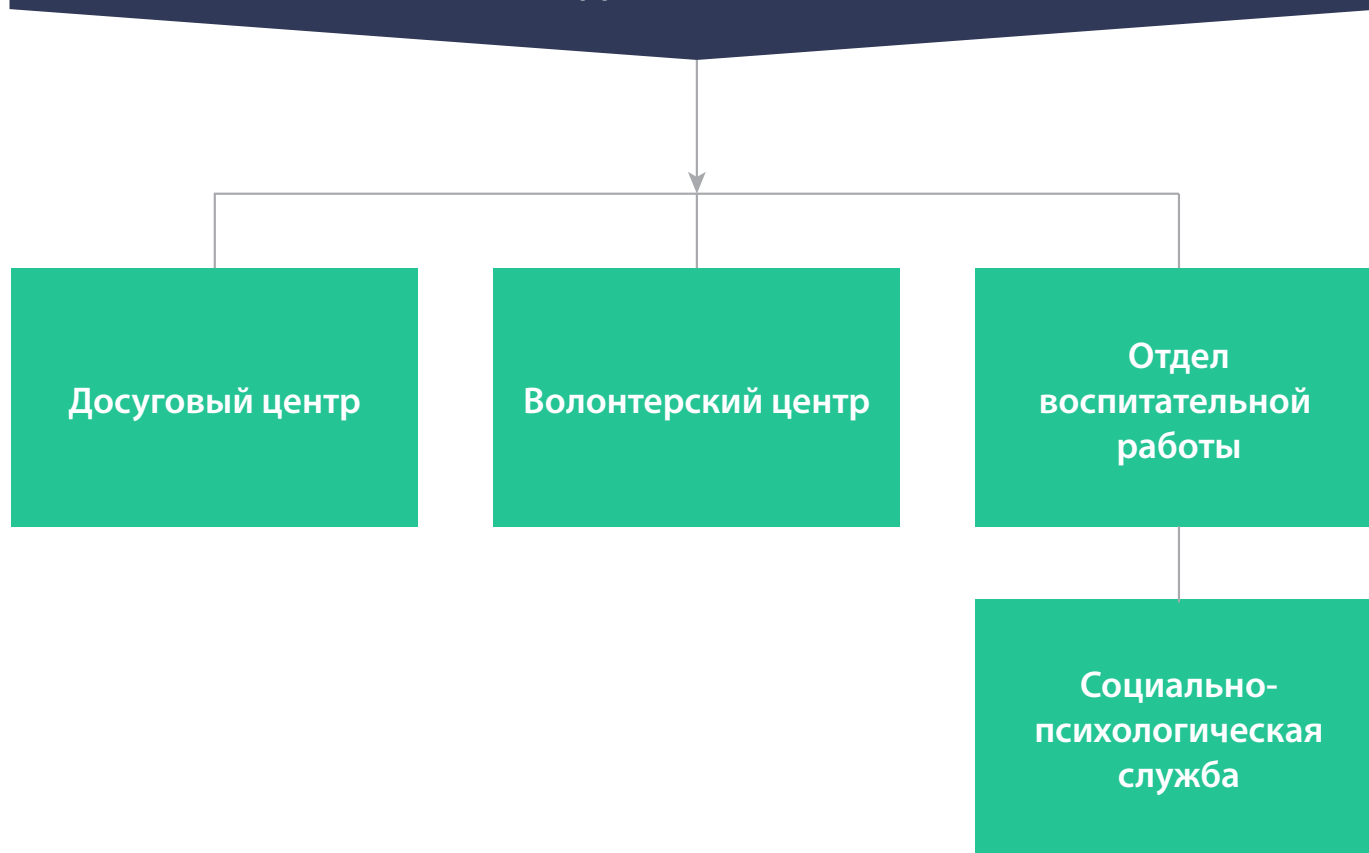 Досуговый центр
Волонтерский центр
Отдел
воспитательной
работы
Социально-
психологическая
служба